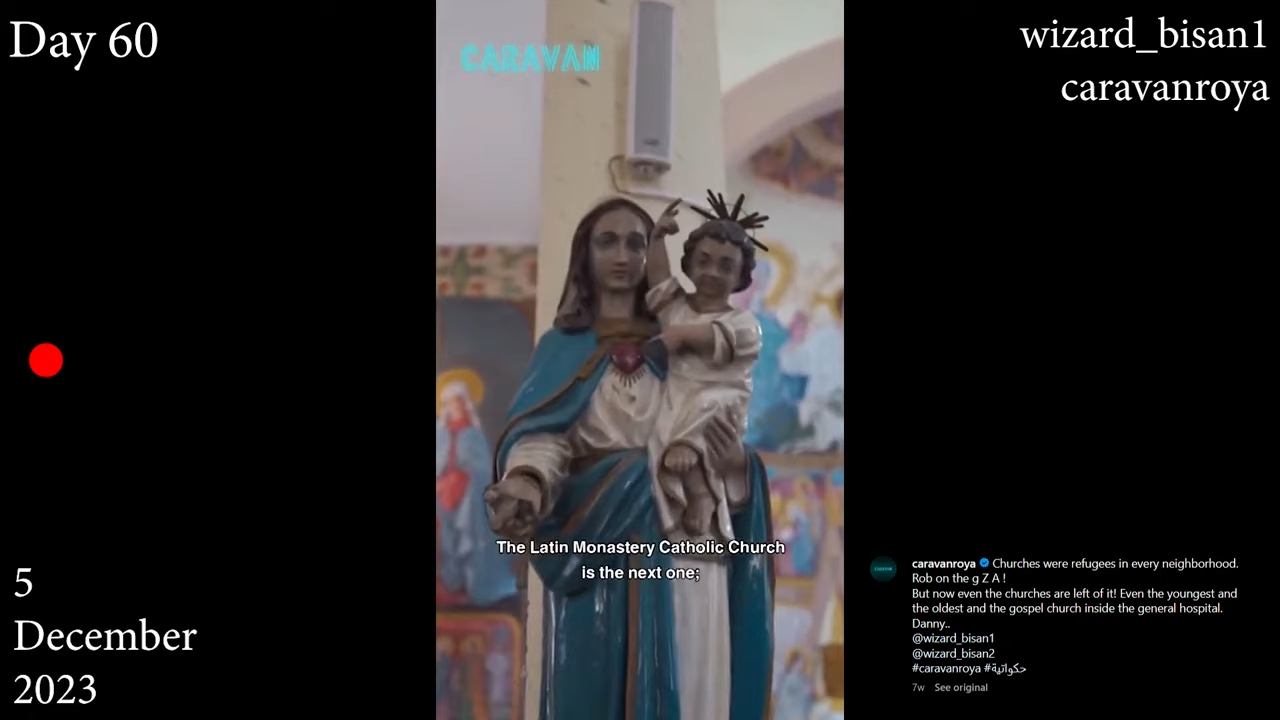 Day 60
wizard_bisan1
caravanroya
CARAVAN
The Latin Monastery Catholic Church
is the next one;
5
December
2023
caravanroya Churches were refugees in every neighborhood.
Rob on the g Z A !
But now even the churches are left of it! Even the youngest and
the oldest and the gospel church inside the general hospital.
Danny..
@wizard_bisan1
@wizard_bisan2
#caravanroya #حكواتية
7w See original